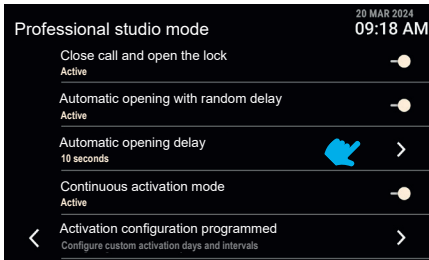 20 MAR 2024
Professional studio mode
09:18 AM
Close call and open the lock
Active
Automatic opening with random delay
Active
Automatic opening delay
10 seconds
Continuous activation mode
Active
Activation configuration programmed
Configure custom activation days and intervals